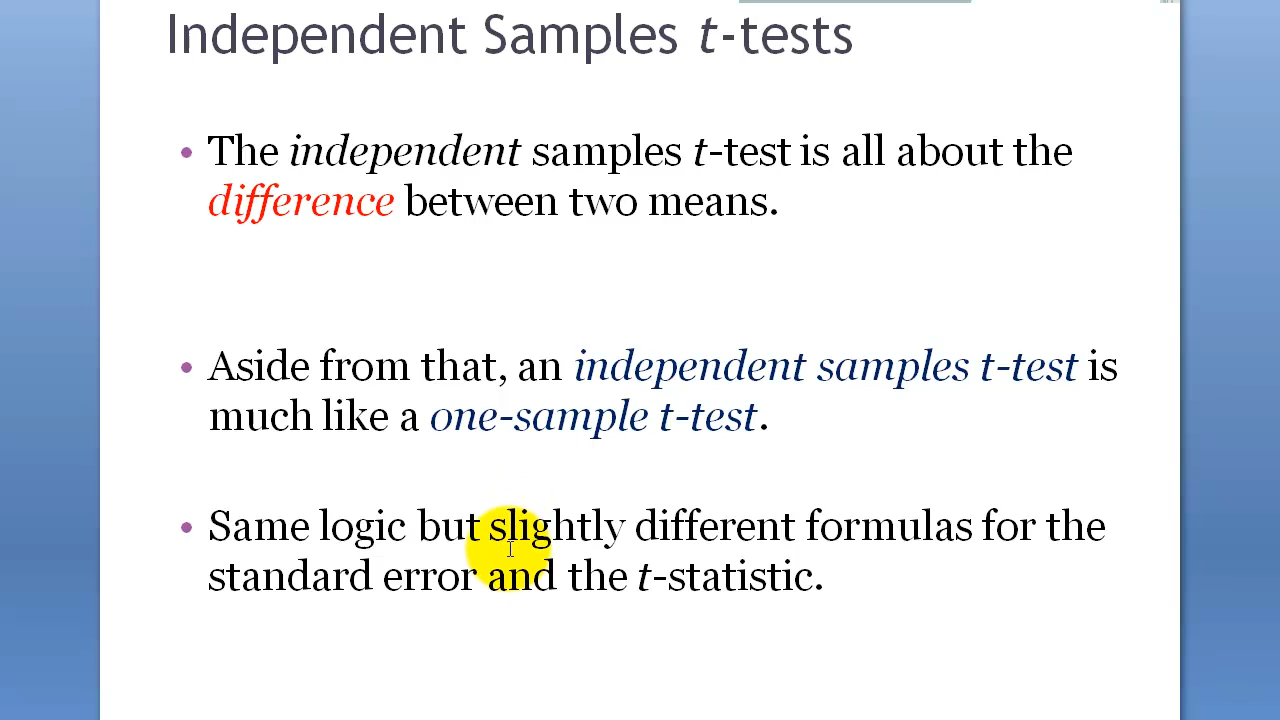 Independent Samples t-tests
• The independent samples t-test is all about the
difference between two means.
• Aside from that, an independent samples t-test is
much like a one-sample t-test.
• Same logic but slightly different formulas for the
standard error and the t-statistic.